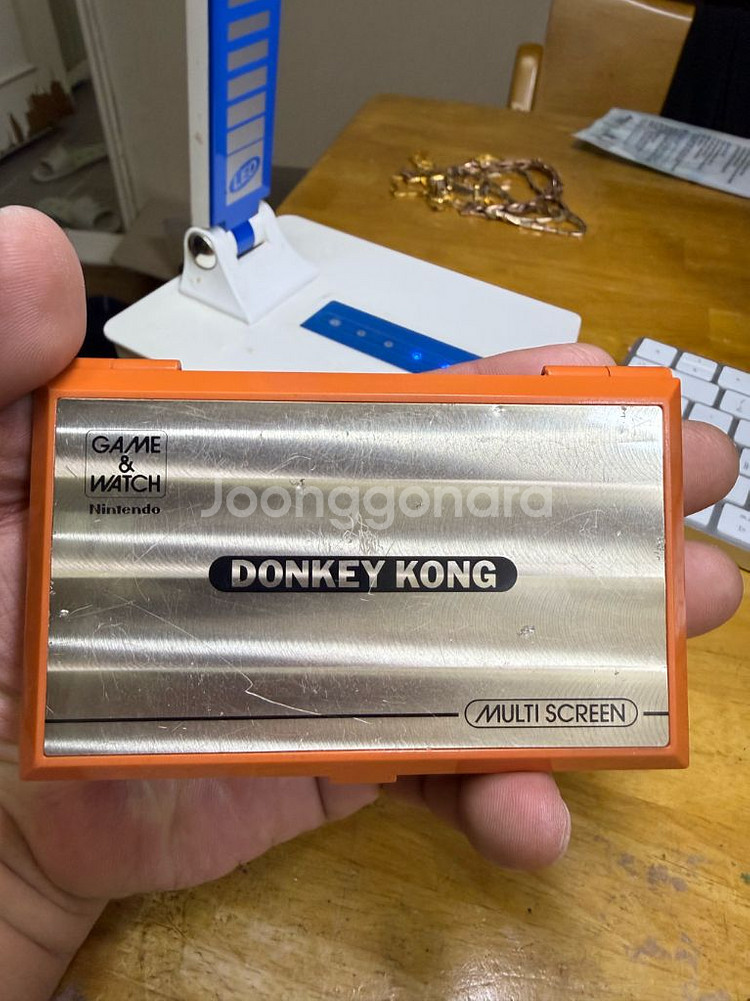 LED
GAME
&
WATCH
Nintendo
Joonggonara
DONKEY KONG
MULTI SCREEN